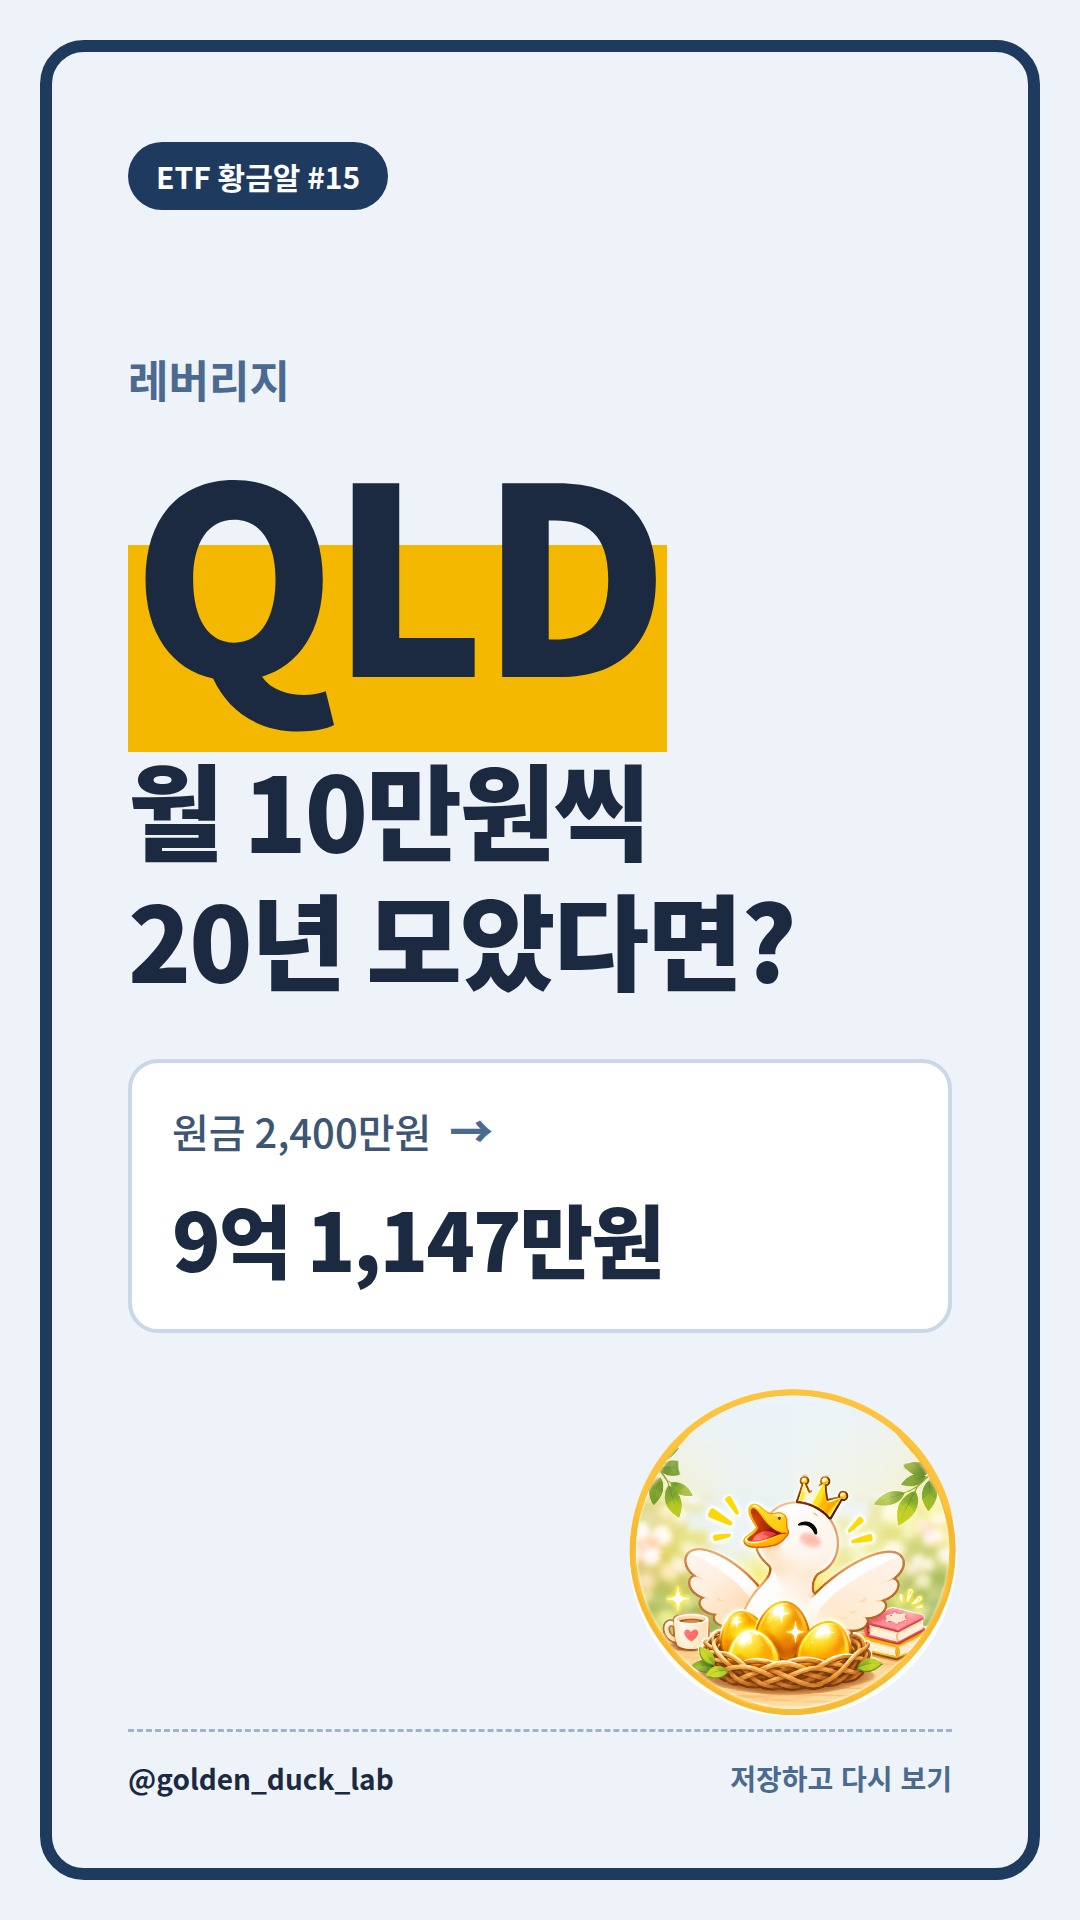 ETF 황금알 #15
레버리지
QLD
월 10만원씩
20년 모았다면?
원금 2,400만원 →
9억 1,147만원
@golden_duck_lab
저장하고 다시 보기